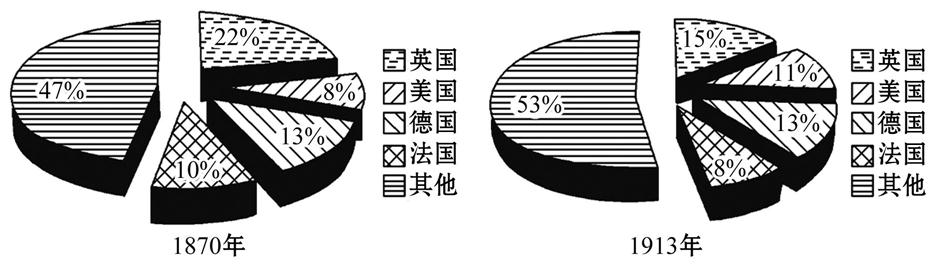 22%
8%
13%
10%
47%
英国
美国
德国
法国
其他
1870年
15%
11%
13%
8%
53%
英国
美国
德国
法国
其他
1913年